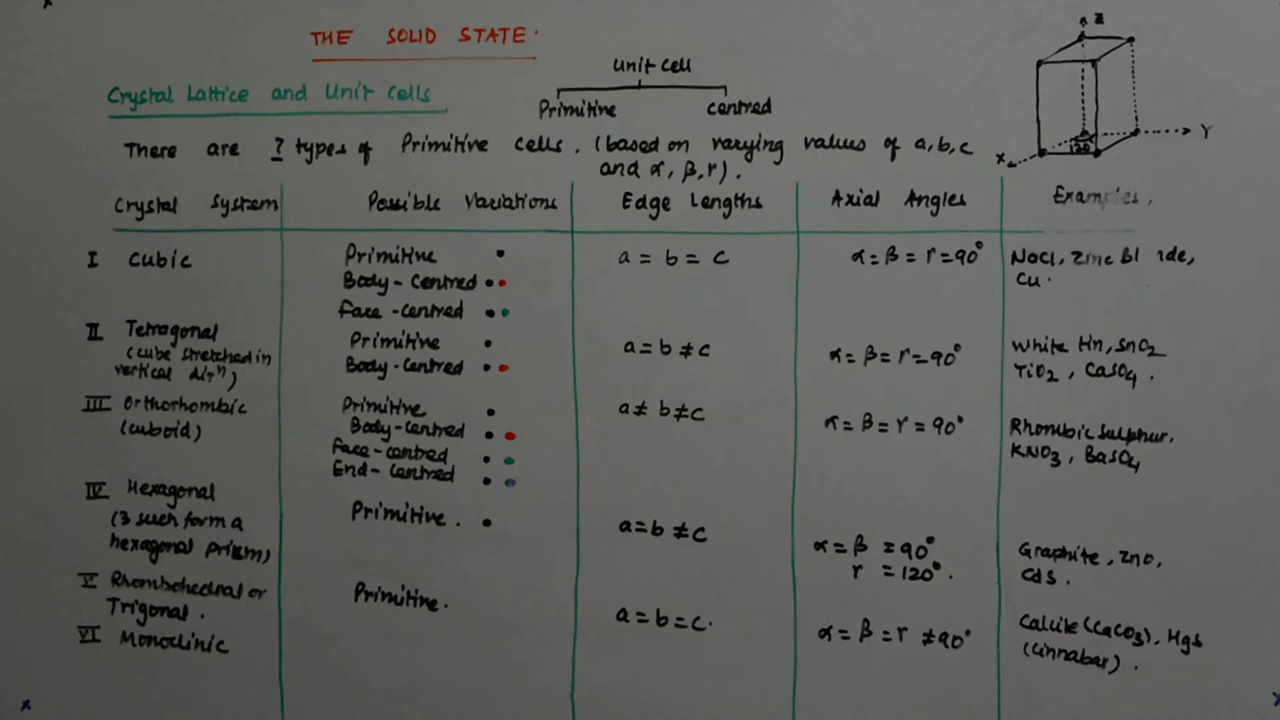 THE SOLID STATE.
Crystal Lattice and Unit Cells
Unit Cell
Primitive centred
There are 7 types of Primitive cells. (based on varying values of a, b, c
and α, β, r).
Z
Y
X
120
Crystal System Possible Variations Edge Lengths Axial Angles Examples,
I Cubic
Primitive
Body-Centred
Face-centred
a = b = c
α = β = r = 90°
NaCl, Zinc Bl nde,
Cu.
II Tetragonal
(cube stretched in
vertical dirⁿ)
Primitive
Body-Centred
a = b ≠ c
α = β = r = 90°
White tin, SnO2
TiO2, CaSO4.
III Orthorhombic
(cuboid)
Primitive
Body-centred
Face-centred
End-Centred
a ≠ b ≠ c
α = β = r = 90°
Rhombic sulphur,
KNO3, BaSO4
IV Hexagonal
(3 such form a
hexagonal prism)
Primitive.
a = b ≠ c
α = β = 90°
r = 120°.
Graphite, ZnO,
CdS.
V Rhombohedral or
Trigonal.
Primitive.
a = b = c.
α = β = r ≠ 90°
Calcite (CaCO3), HgS
(cinnabar).
VI Monoclinic